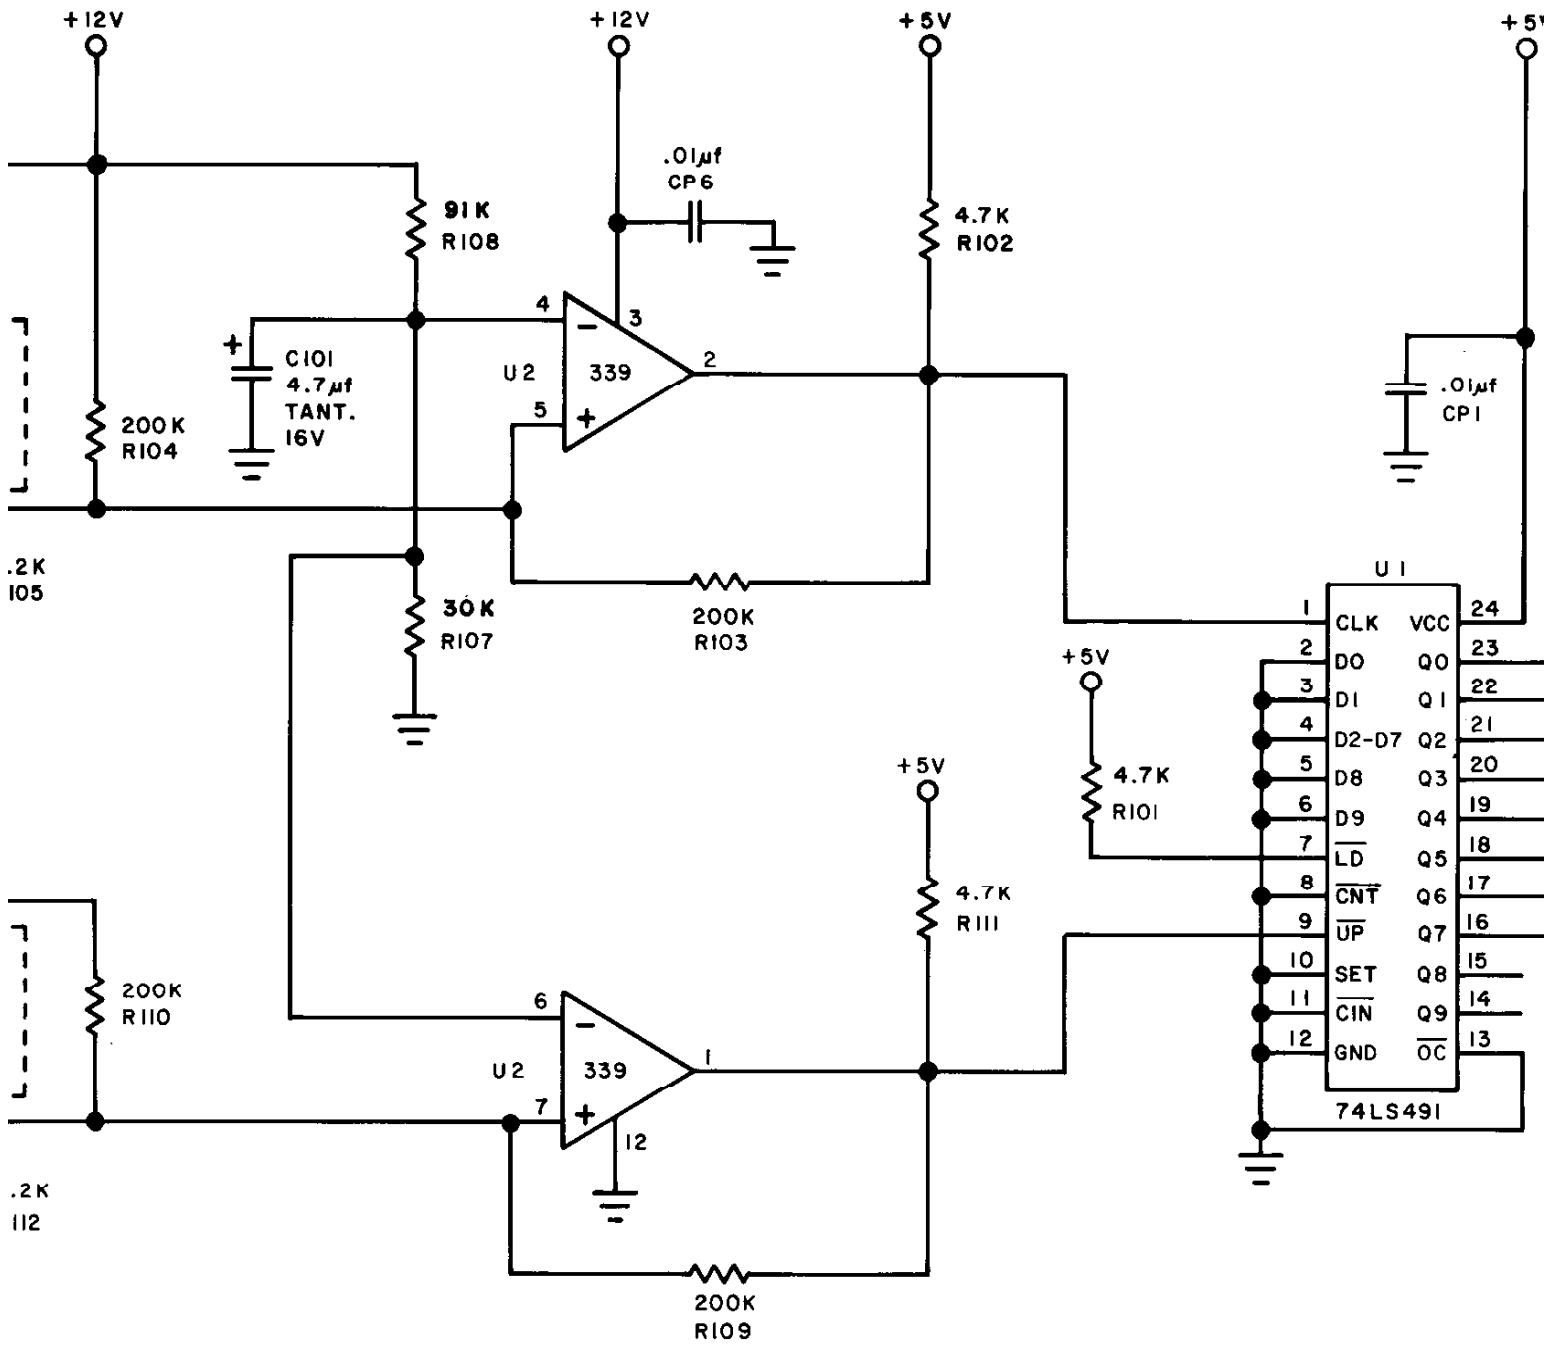 +12V
+12V
+5V
+5V
.01µf
CP6
91K
R108
4.7K
R102
4
3
C101
4.7µf
TANT.
16V
U2
339
2
5
200K
R104
.01µf
CP1
.2K
105
30K
R107
200K
R103
U1
1
CLK
VCC
24
2
D0
Q0
23
3
D1
Q1
22
4
D2-D7
Q2
21
5
D8
Q3
20
6
D9
Q4
19
7
LD
Q5
18
8
CNT
Q6
17
9
UP
Q7
16
10
SET
Q8
15
11
CIN
Q9
14
12
GND
OC
13
74LS491
+5V
4.7K
R101
+5V
4.7K
R111
200K
R110
6
U2
339
1
7
12
.2K
112
200K
R109